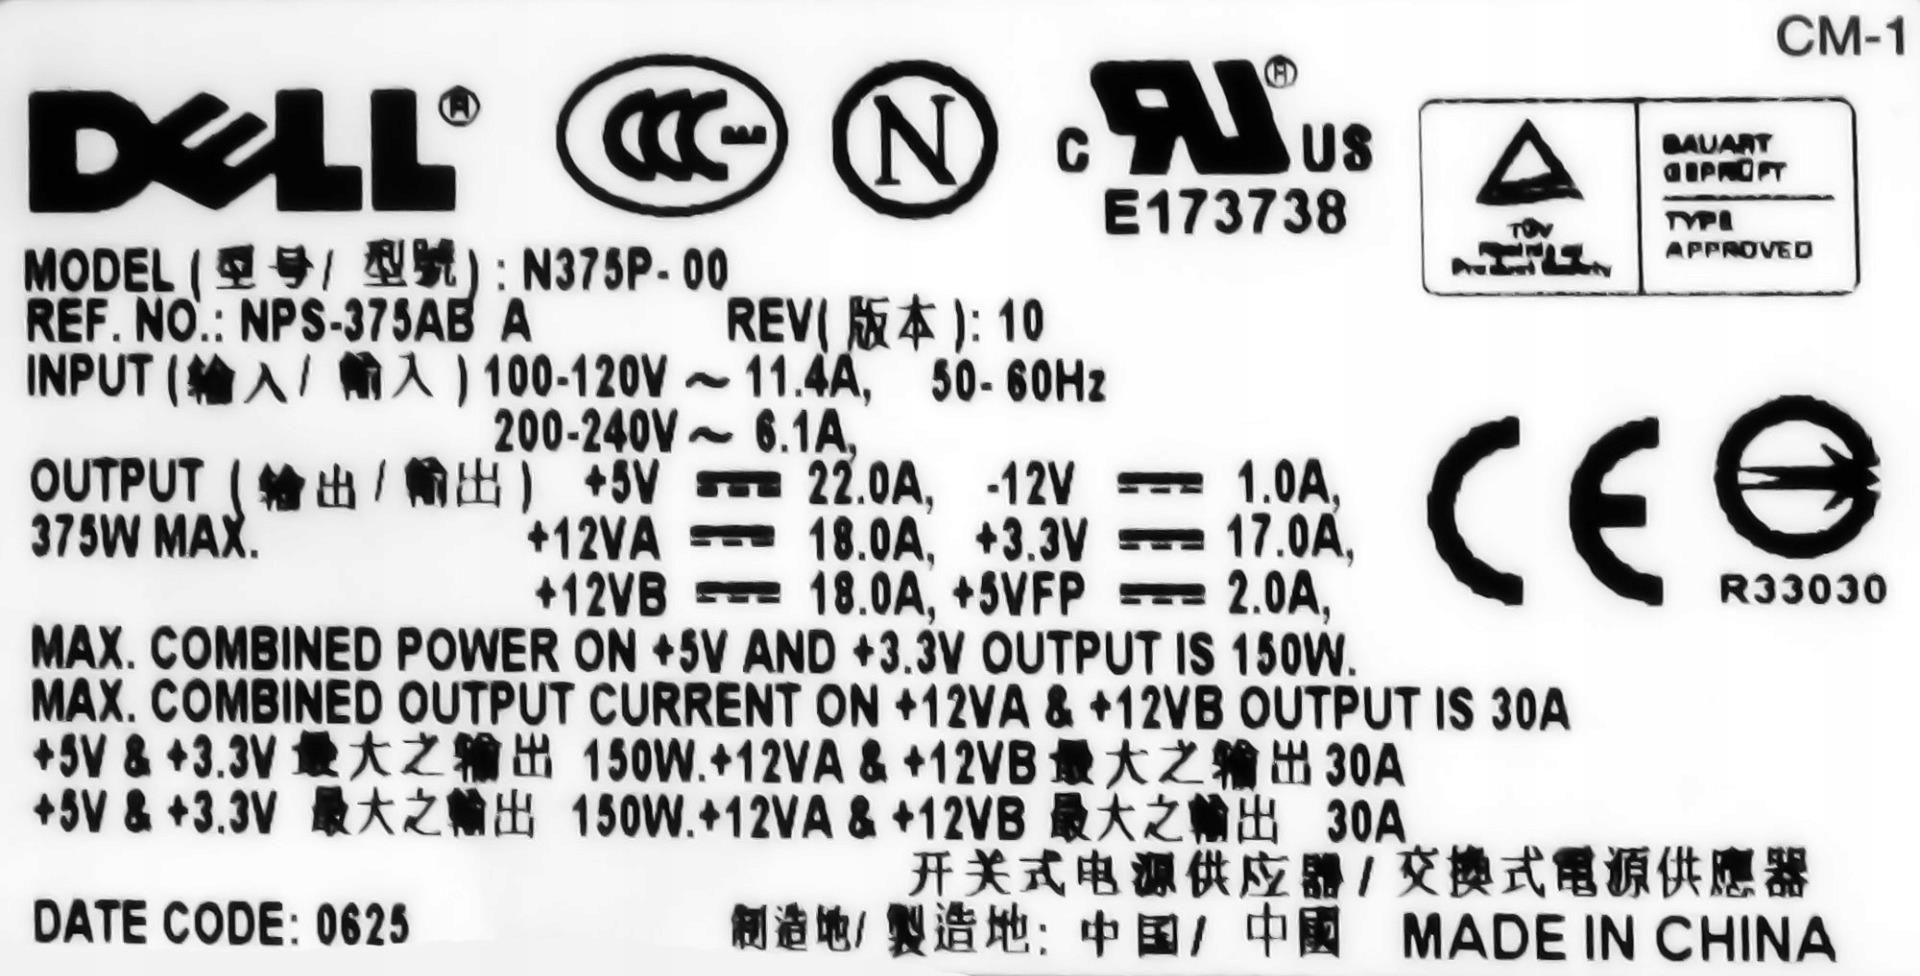 CM-1
DELL®
CCC
N
C RU® US
E173738
BAUART
GEPRÜFT
TYPE
APPROVED
TÜV
Product Safety
MODEL (型号/ 型號) : N375P-00
REF. NO.: NPS-375AB A REV( 版本 ): 10
INPUT (输入/ 輸入 ) 100-120V ~ 11.4A, 50-60Hz
200-240V ~ 6.1A,
OUTPUT (输出 / 輸出 ) +5V ⎓ 22.0A, -12V ⎓ 1.0A,
375W MAX. +12VA ⎓ 18.0A, +3.3V ⎓ 17.0A,
+12VB ⎓ 18.0A, +5VFP ⎓ 2.0A,
CE
R33030
MAX. COMBINED POWER ON +5V AND +3.3V OUTPUT IS 150W.
MAX. COMBINED OUTPUT CURRENT ON +12VA & +12VB OUTPUT IS 30A
+5V & +3.3V 最大之输出 150W.+12VA & +12VB 最大之输出 30A
+5V & +3.3V 最大之輸出 150W.+12VA & +12VB 最大之輸出 30A
开关式电源供应器 / 交換式電源供應器
DATE CODE: 0625 制造地/ 製造地: 中国/ 中國 MADE IN CHINA